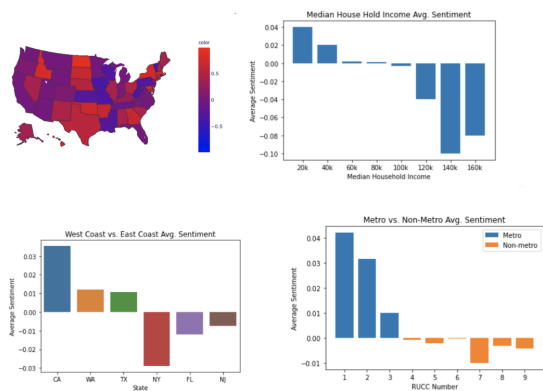 color
1
0.5
0
−0.5
Median House Hold Income Avg. Sentiment
Average Sentiment
0.04
0.02
0.00
−0.02
−0.04
−0.06
−0.08
−0.10
20k 40k 60k 80k 100k 120k 140k 160k
Median Household Income
West Coast vs. East Coast Avg. Sentiment
Average Sentiment
0.03
0.02
0.01
0.00
−0.01
−0.02
−0.03
CA WA TX NY FL NJ
State
Metro vs. Non-Metro Avg. Sentiment
Metro
Non-metro
Average Sentiment
0.04
0.03
0.02
0.01
0.00
−0.01
1 2 3 4 5 6 7 8 9
RUCC Number